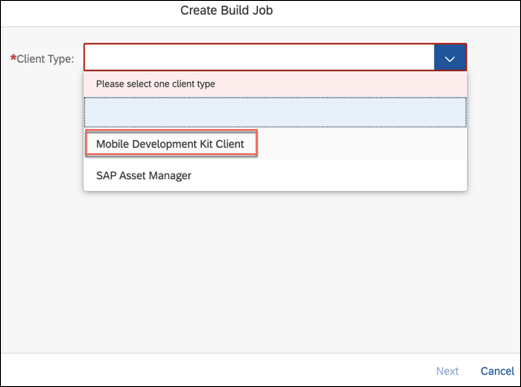 Create Build Job
*Client Type:
Please select one client type
Mobile Development Kit Client
SAP Asset Manager
Next Cancel